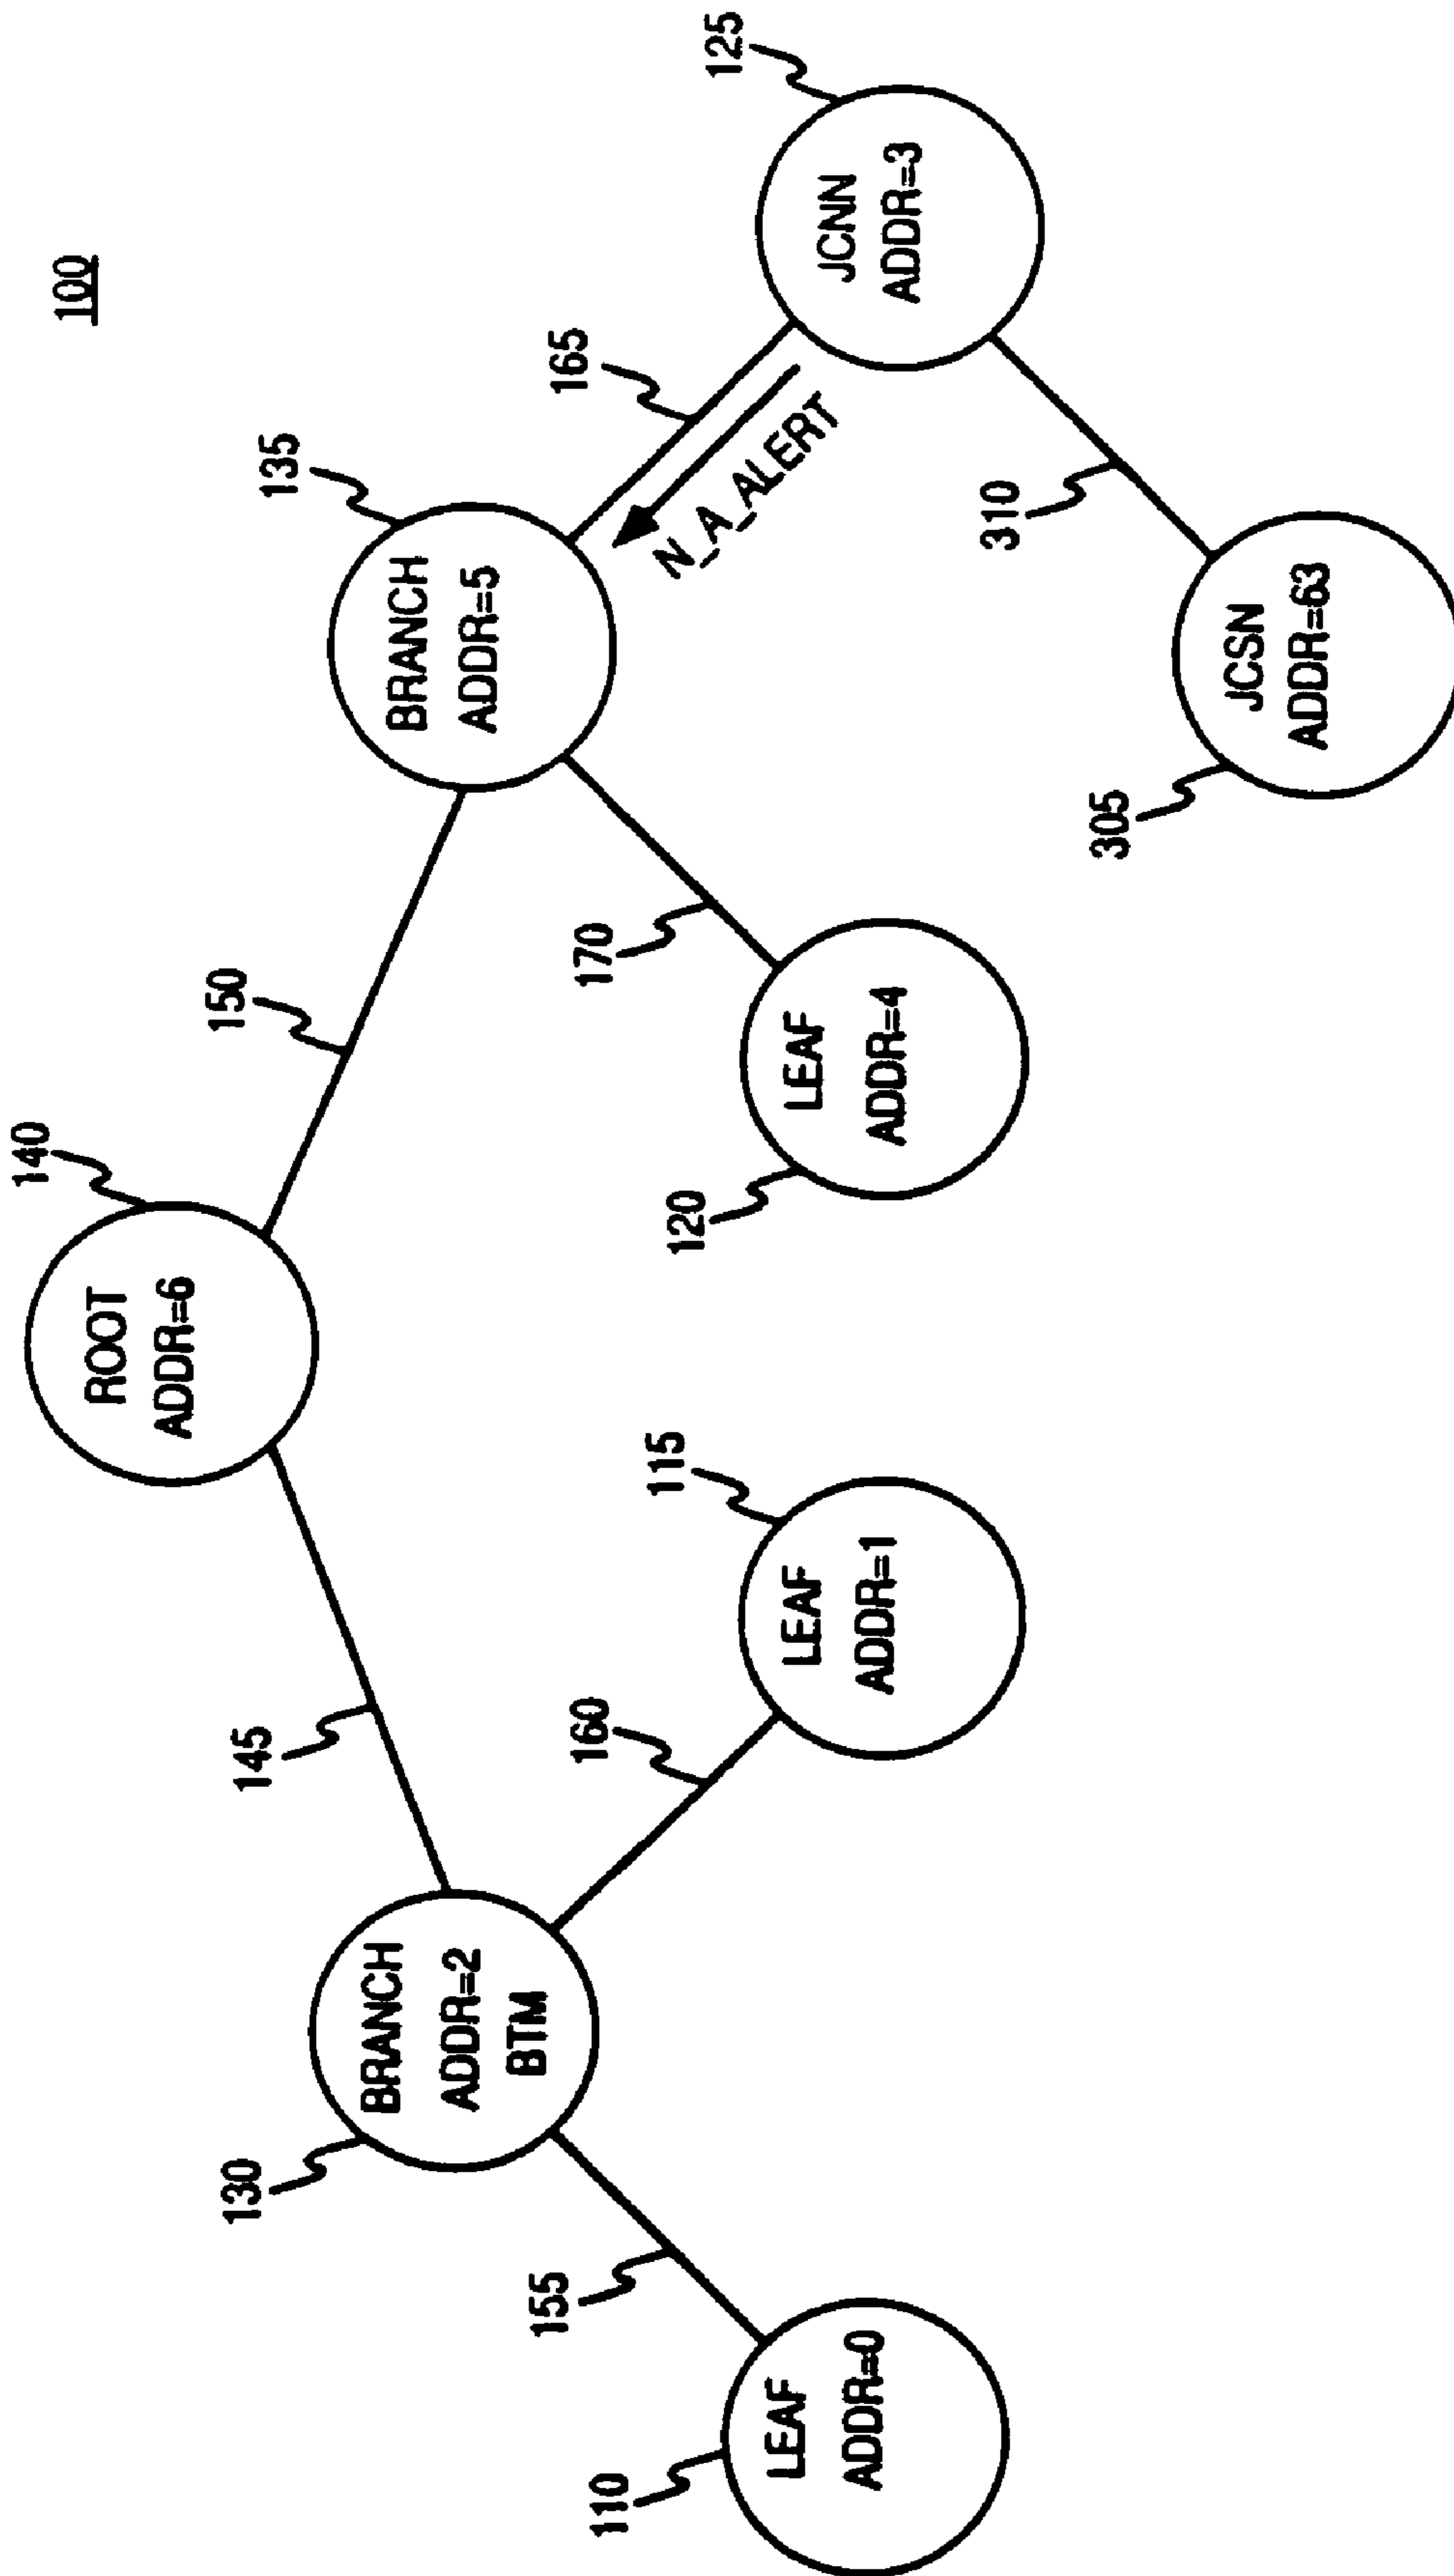 100
140
ROOT
ADDR=6
145
150
130
BRANCH
ADDR=2
BTM
135
BRANCH
ADDR=5
155
160
170
165
N_A_ALERT
110
LEAF
ADDR=0
115
LEAF
ADDR=1
120
LEAF
ADDR=4
125
JCNN
ADDR=3
310
305
JCSN
ADDR=63